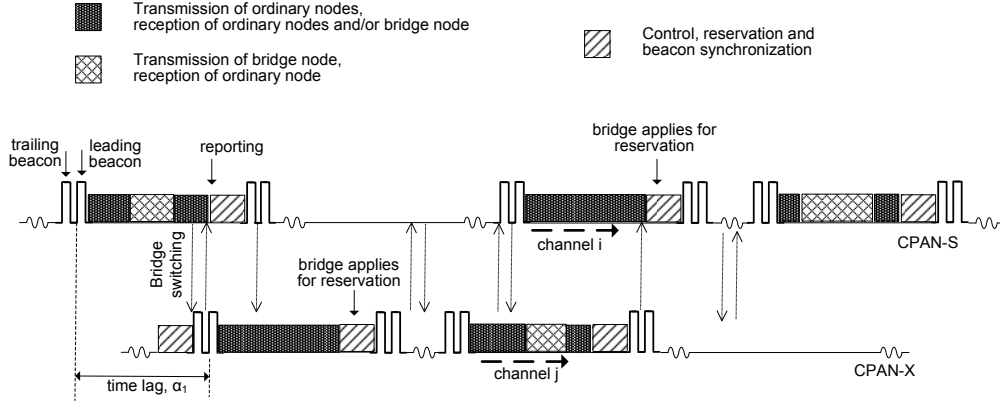 Transmission of ordinary nodes,
reception of ordinary nodes and/or bridge node
Transmission of bridge node,
reception of ordinary node
Control, reservation and
beacon synchronization
trailing
beacon
leading
beacon
reporting
bridge applies for
reservation
channel i
CPAN-S
Bridge
switching
bridge applies
for reservation
channel j
CPAN-X
time lag, α₁